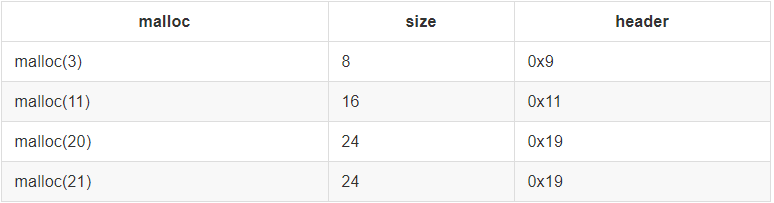 malloc size header
malloc(3) 8 0x9
malloc(11) 16 0x11
malloc(20) 24 0x19
malloc(21) 24 0x19